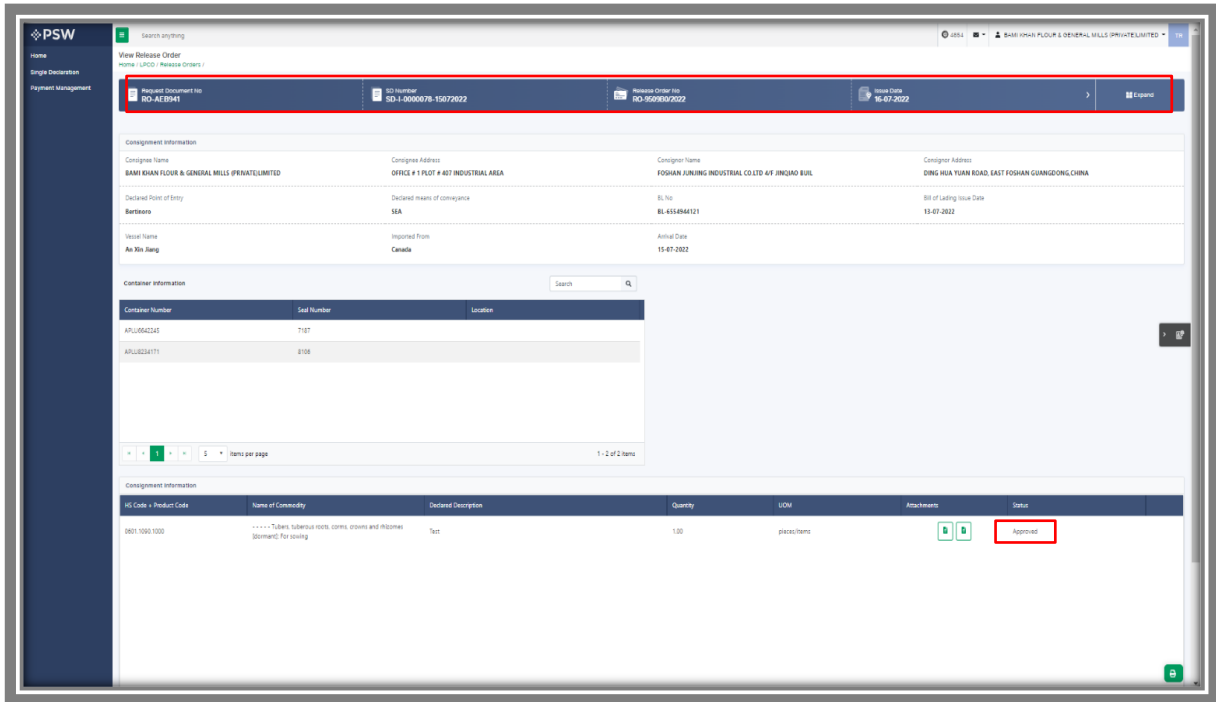 PSW
Search anything
4854
BAMI KHAN FLOUR & GENERAL MILLS (PRIVATE)LIMITED
TR
Home
Single Declaration
Payment Management
View Release Order
Home / LPCO / Release Orders /
Request Document No
RO-AEB941
SD Number
SD-I-0000078-15072022
Release Order No
RO-9509B0/2022
Issue Date
16-07-2022
Expand
Consignment Information
Consignee Name
Consignee Address
Consignor Name
Consignor Address
BAMI KHAN FLOUR & GENERAL MILLS (PRIVATE)LIMITED
OFFICE # 1 PLOT # 407 INDUSTRIAL AREA
FOSHAN JUNJING INDUSTRIAL CO.LTD 4/F JINQIAO BUIL
DING HUA YUAN ROAD, EAST FOSHAN GUANGDONG,CHINA
Declared Point of Entry
Declared means of conveyance
BL No
Bill of Lading Issue Date
Bertinoro
SEA
BL-6554944121
13-07-2022
Vessel Name
Imported From
Arrival Date
An Xin Jiang
Canada
15-07-2022
Container Information
Search
Container Number
Seal Number
Location
APLU6642245
7187
APLU8234171
8106
1
5
items per page
1 - 2 of 2 items
Consignment Information
HS Code + Product Code
Name of Commodity
Declared Description
Quantity
UOM
Attachments
Status
0601.1090.1000
- - - - - Tubers, tuberous roots, corms, crowns and rhizomes
[dorment]: For sowing
Test
1.00
pieces/items
Approved